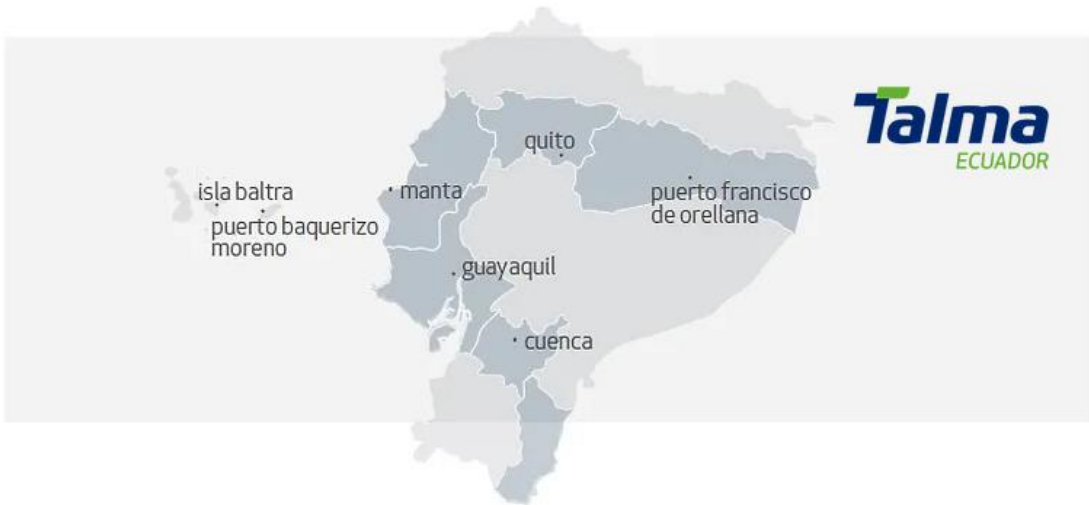 Talma
ECUADOR
quito
isla baltra
manta
puerto francisco
de orellana
puerto baquerizo
moreno
guayaquil
cuenca